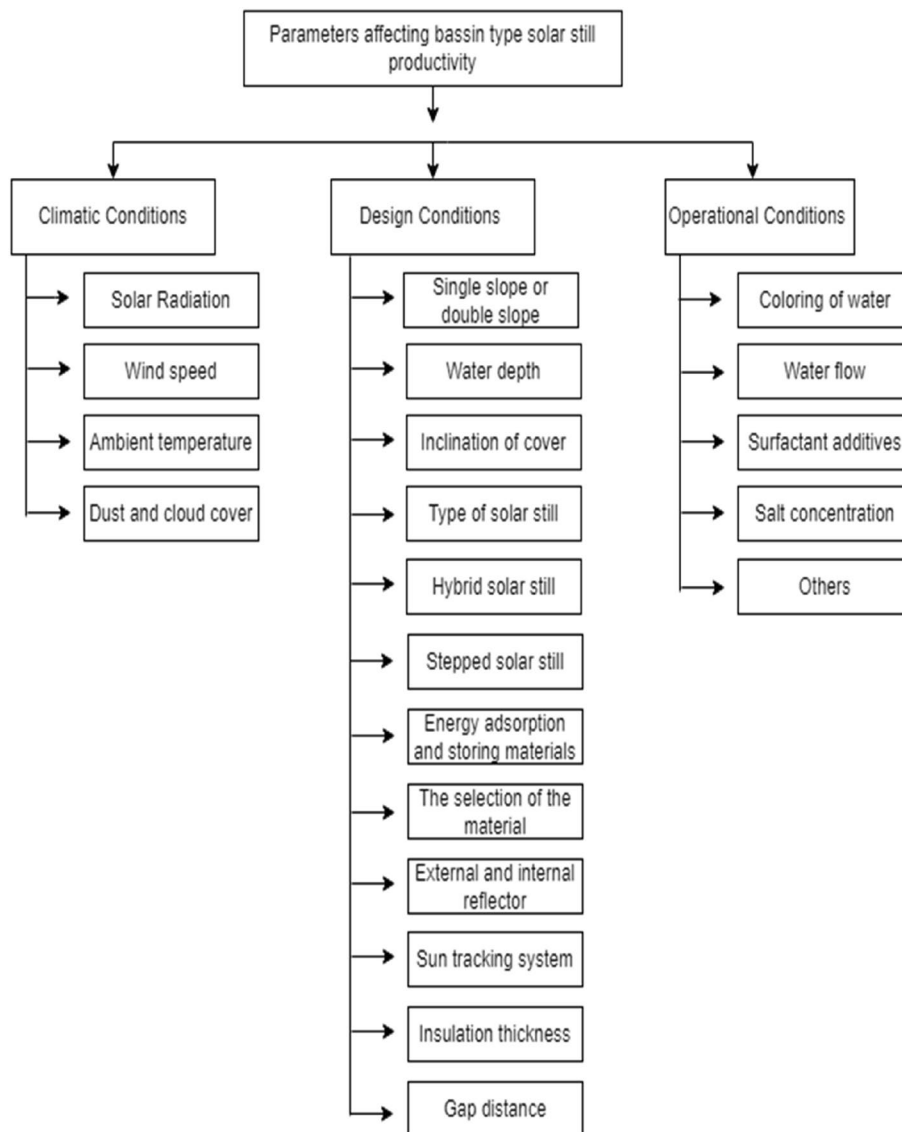 Parameters affecting bassin type solar still
productivity
Climatic Conditions
Solar Radiation
Wind speed
Ambient temperature
Dust and cloud cover
Design Conditions
Single slope or
double slope
Water depth
Inclination of cover
Type of solar still
Hybrid solar still
Stepped solar still
Energy adsorption
and storing materials
The selection of the
material
External and internal
reflector
Sun tracking system
Insulation thickness
Gap distance
Operational Conditions
Coloring of water
Water flow
Surfactant additives
Salt concentration
Others